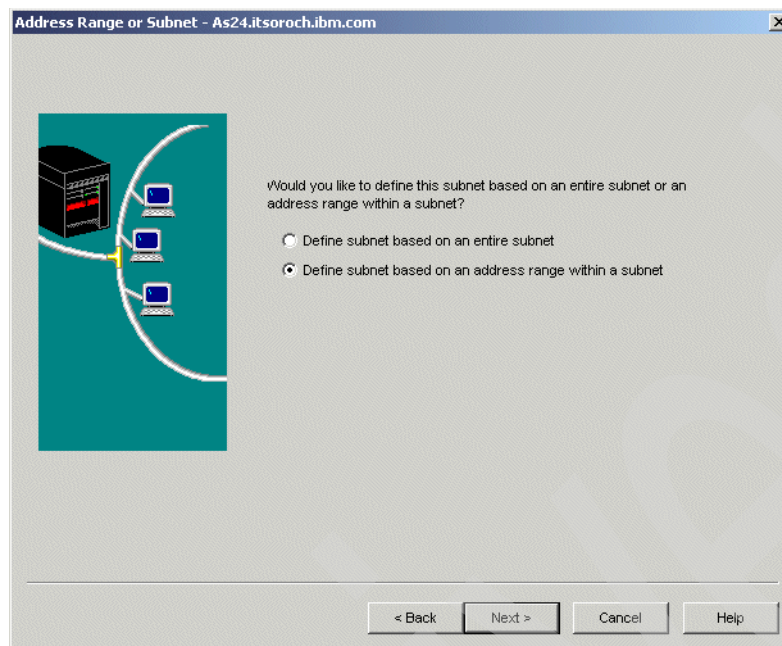 Address Range or Subnet - As24.itsoroch.ibm.com
Would you like to define this subnet based on an entire subnet or an
address range within a subnet?
Define subnet based on an entire subnet
Define subnet based on an address range within a subnet
< Back
Next >
Cancel
Help